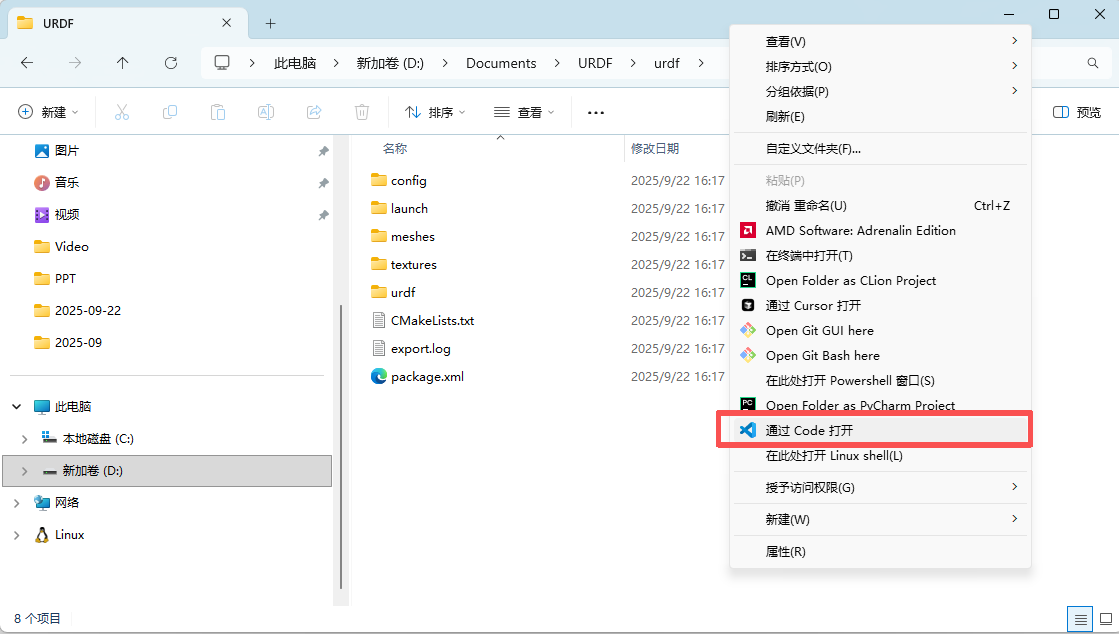 URDF
此电脑 新加卷 (D:) Documents URDF urdf
新建 排序 查看 预览
图片
音乐
视频
Video
PPT
2025-09-22
2025-09
此电脑
本地磁盘 (C:)
新加卷 (D:)
网络
Linux
名称 修改日期
config 2025/9/22 16:17
launch 2025/9/22 16:17
meshes 2025/9/22 16:17
textures 2025/9/22 16:17
urdf 2025/9/22 16:17
CMakeLists.txt 2025/9/22 16:17
export.log 2025/9/22 16:17
package.xml 2025/9/22 16:17
查看(V)
排序方式(O)
分组依据(P)
刷新(E)
自定义文件夹(F)...
粘贴(P)
撤消 重命名(U) Ctrl+Z
AMD Software: Adrenalin Edition
在终端中打开(T)
Open Folder as CLion Project
通过 Cursor 打开
Open Git GUI here
Open Git Bash here
在此处打开 Powershell 窗口(S)
Open Folder as PyCharm Project
通过 Code 打开
在此处打开 Linux shell(L)
授予访问权限(G)
新建(W)
属性(R)
8 个项目